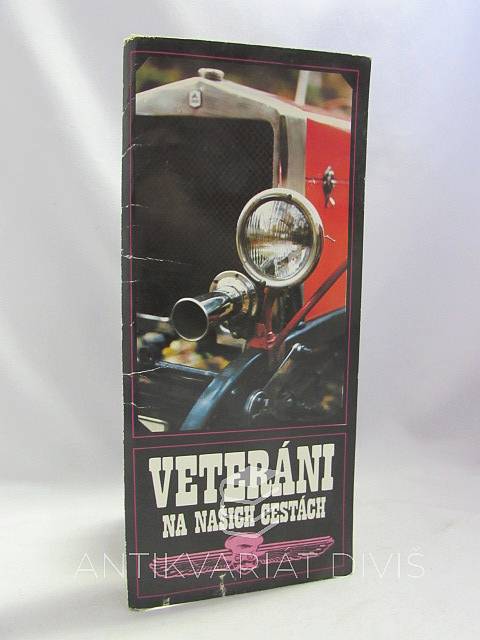 VETERÁNI
NA NAŠICH CESTÁCH
ANTIKVARIÁT DIVIŠ